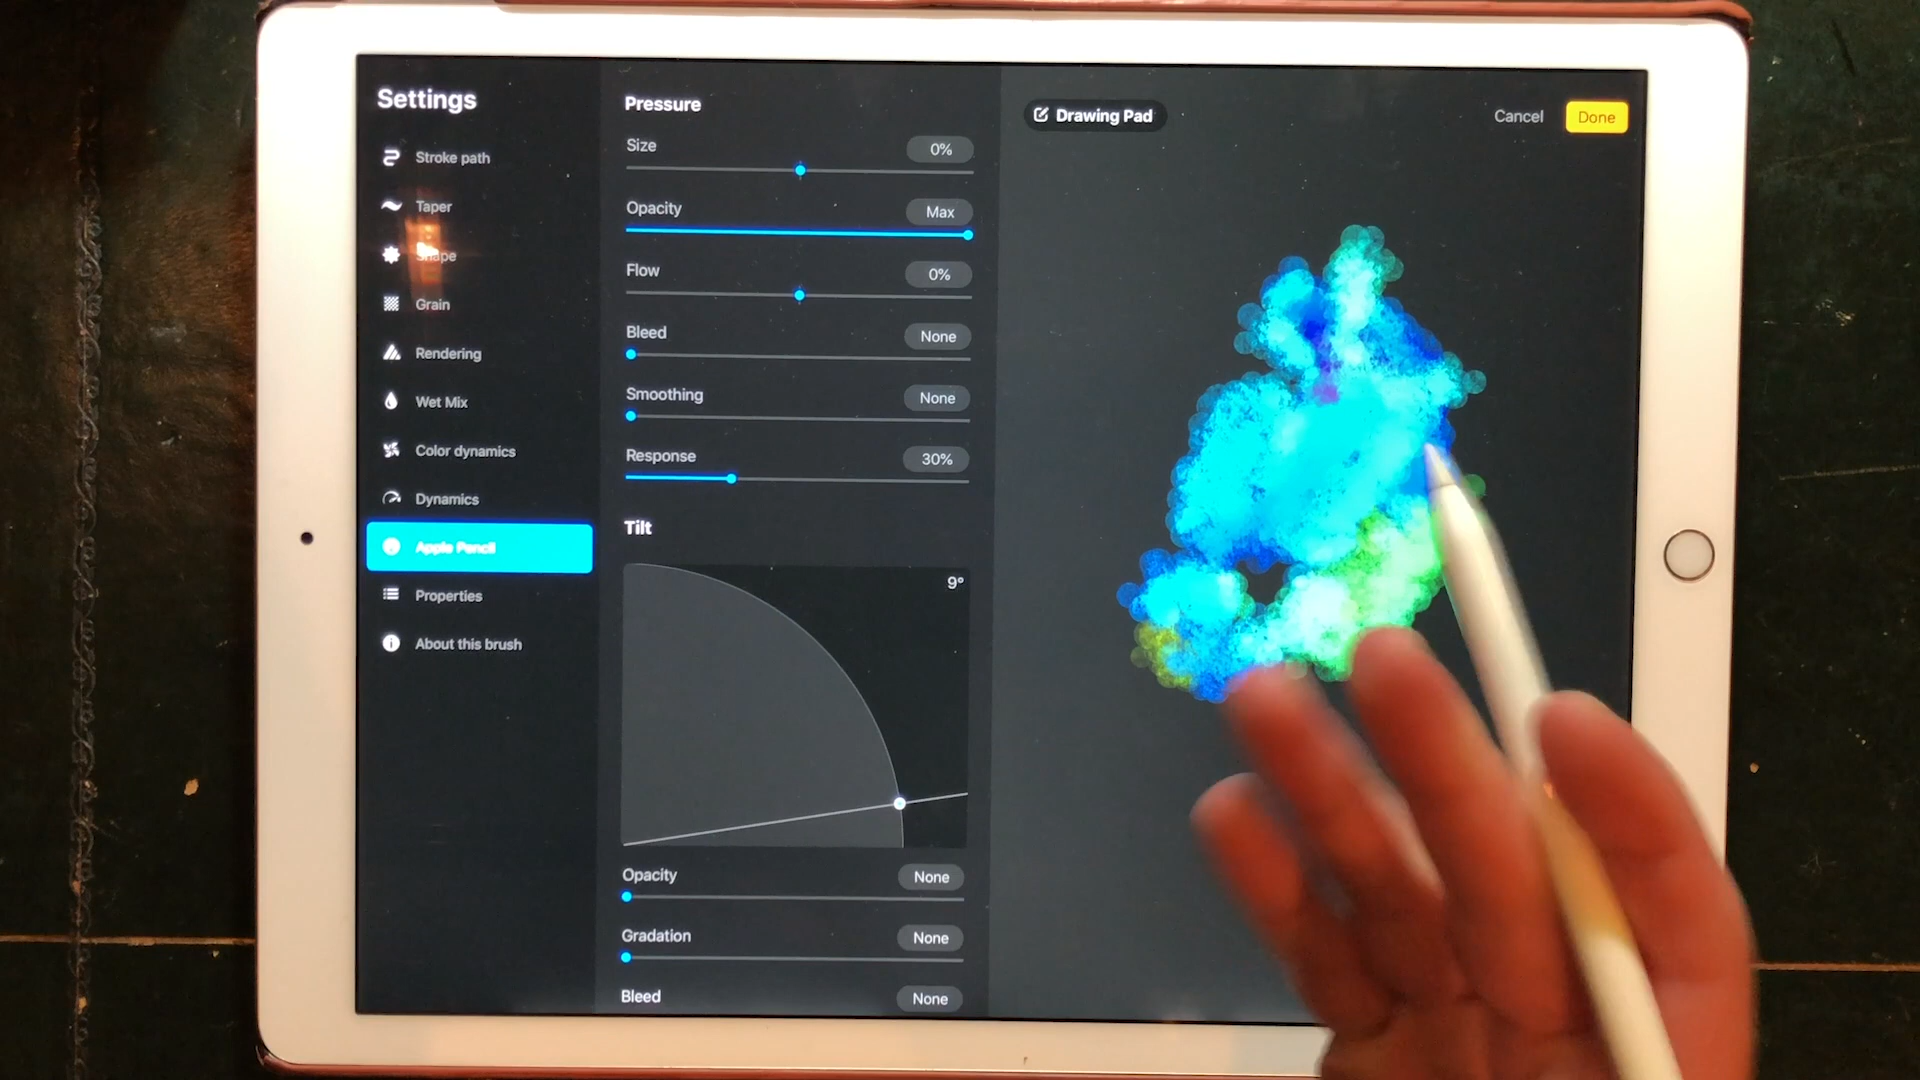 Settings
Stroke path
Taper
Shape
Grain
Rendering
Wet Mix
Color dynamics
Dynamics
Apple Pencil
Properties
About this brush
Pressure
Size 0%
Opacity Max
Flow 0%
Bleed None
Smoothing None
Response 30%
Tilt
9°
Opacity None
Gradation None
Bleed None
Drawing Pad
Cancel
Done